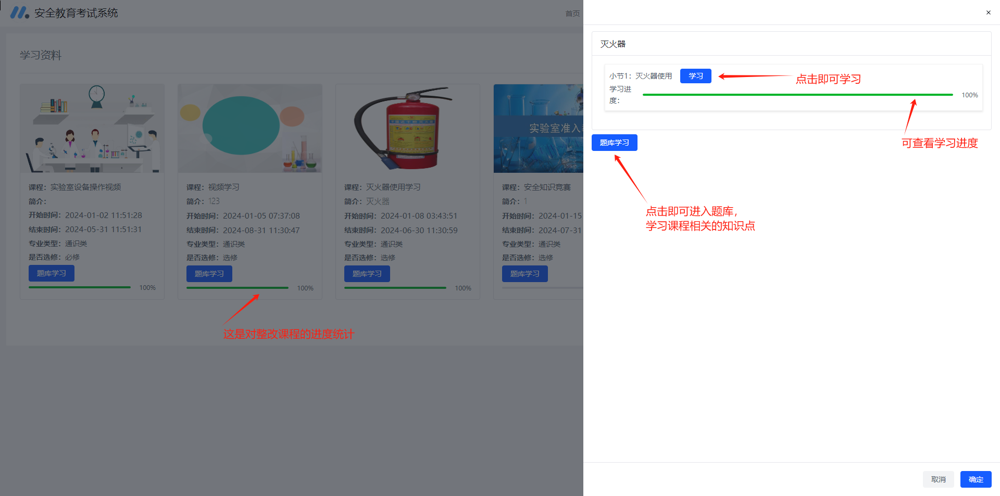 安全教育考试系统
首页
×
学习资料
灭火器
小节1：灭火器使用 学习
点击即可学习
学习进度：
100%
可查看学习进度
题库学习
点击即可进入题库，
学习课程相关的知识点
课程：实验室设备操作视频
简介：
开始时间：2024-01-02 11:51:28
结束时间：2024-05-31 11:51:31
专业类型：通识类
是否选修：必修
题库学习
100%
课程：视频学习
简介：123
开始时间：2024-01-05 07:37:08
结束时间：2024-08-31 11:30:47
专业类型：通识类
是否选修：选修
题库学习
100%
课程：灭火器使用学习
简介：灭火器
开始时间：2024-01-08 03:43:51
结束时间：2024-06-30 11:30:59
专业类型：通识类
是否选修：选修
题库学习
100%
实验室准入
课程：安全知识竞赛
简介：1
开始时间：2024-01-15
结束时间：2024-07-31
专业类型：通识类
是否选修：选修
题库学习
这是对整改课程的进度统计
取消
确定